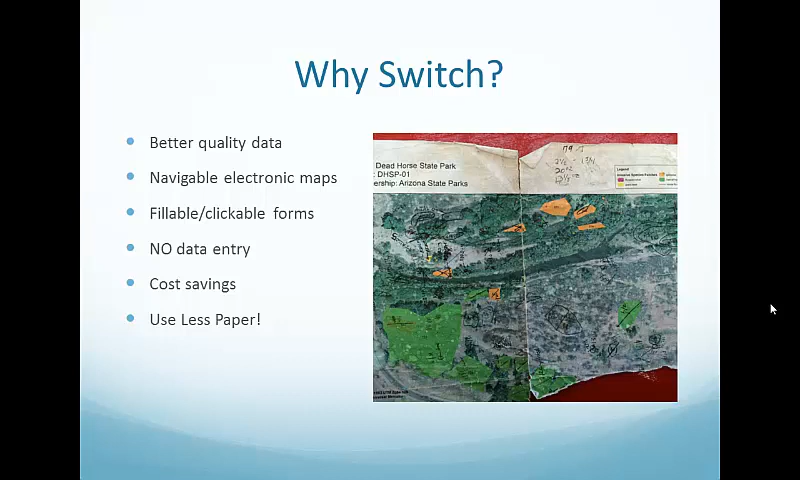 Why Switch?
Better quality data
Navigable electronic maps
Fillable/clickable forms
NO data entry
Cost savings
Use Less Paper!
Dead Horse State Park
: DHSP-01
ership: Arizona State Parks
Legend